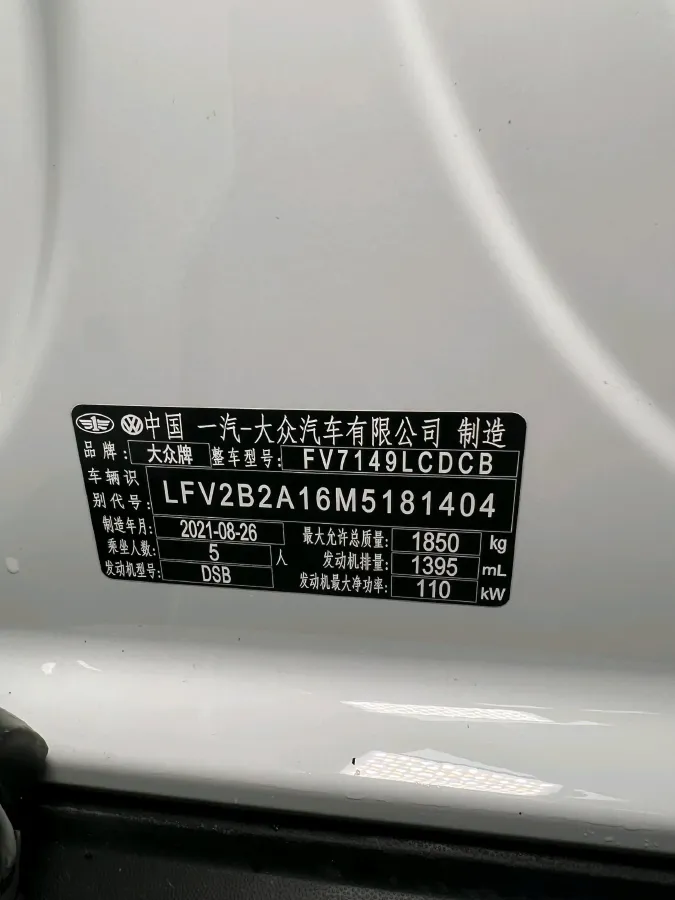 中国 一汽-大众汽车有限公司 制造
品牌: 大众牌 整车型号: FV7149LCDCB
车辆识别代号: LFV2B2A16M5181404
制造年月: 2021-08-26 最大允许总质量: 1850 kg
乘坐人数: 5 人 发动机排量: 1395 mL
发动机型号: DSB 发动机最大净功率: 110 kW